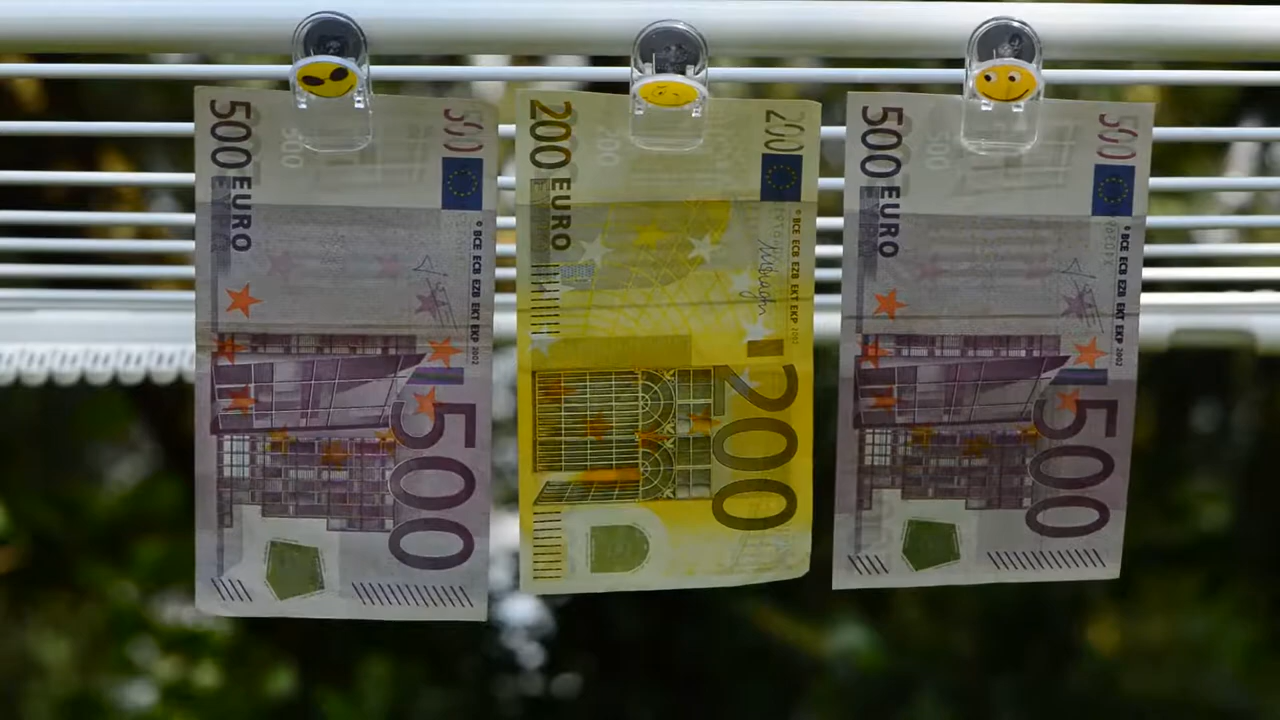 500 EURO
500
BCE ECB EZB EKT EKP 2002
500
200 EURO
200
BCE ECB EZB EKT EKP 2002
200
500 EURO
500
BCE ECB EZB EKT EKP 2002
500